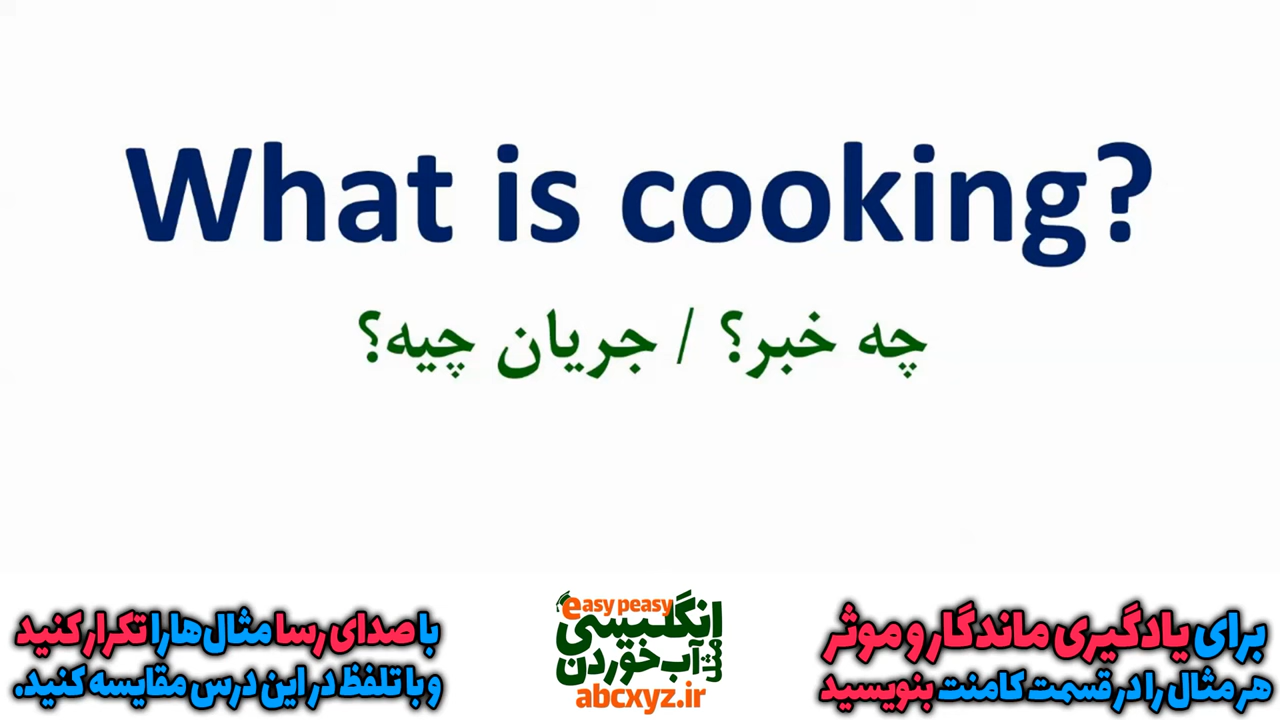 What is cooking?
چه خبر؟ / جریان چیه؟
برای یادگیری ماندگار و موثر
هر مثال را در قسمت کامنت بنویسید
easy peasy
انگلیسی
مثل آب خوردن
abcxyz.ir
با صدای رسا مثال‌ها را تکرار کنید
و با تلفظ در این درس مقایسه کنید.